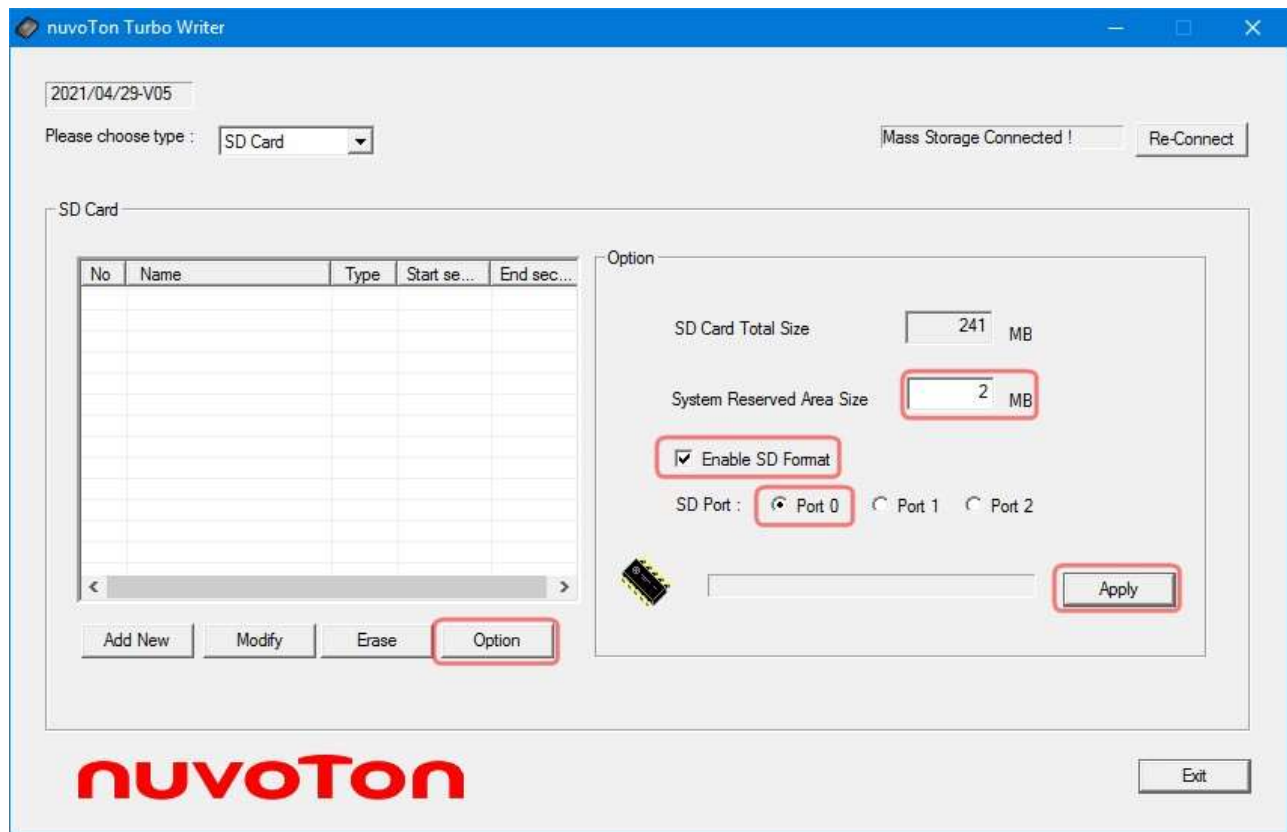 nuvoTon Turbo Writer
2021/04/29-V05
Please choose type : SD Card
Mass Storage Connected ! Re-Connect
SD Card
No Name Type Start se... End sec...
Option
SD Card Total Size 241 MB
System Reserved Area Size 2 MB
Enable SD Format
SD Port : Port 0 Port 1 Port 2
Apply
Add New Modify Erase Option
nuvoTon
Exit